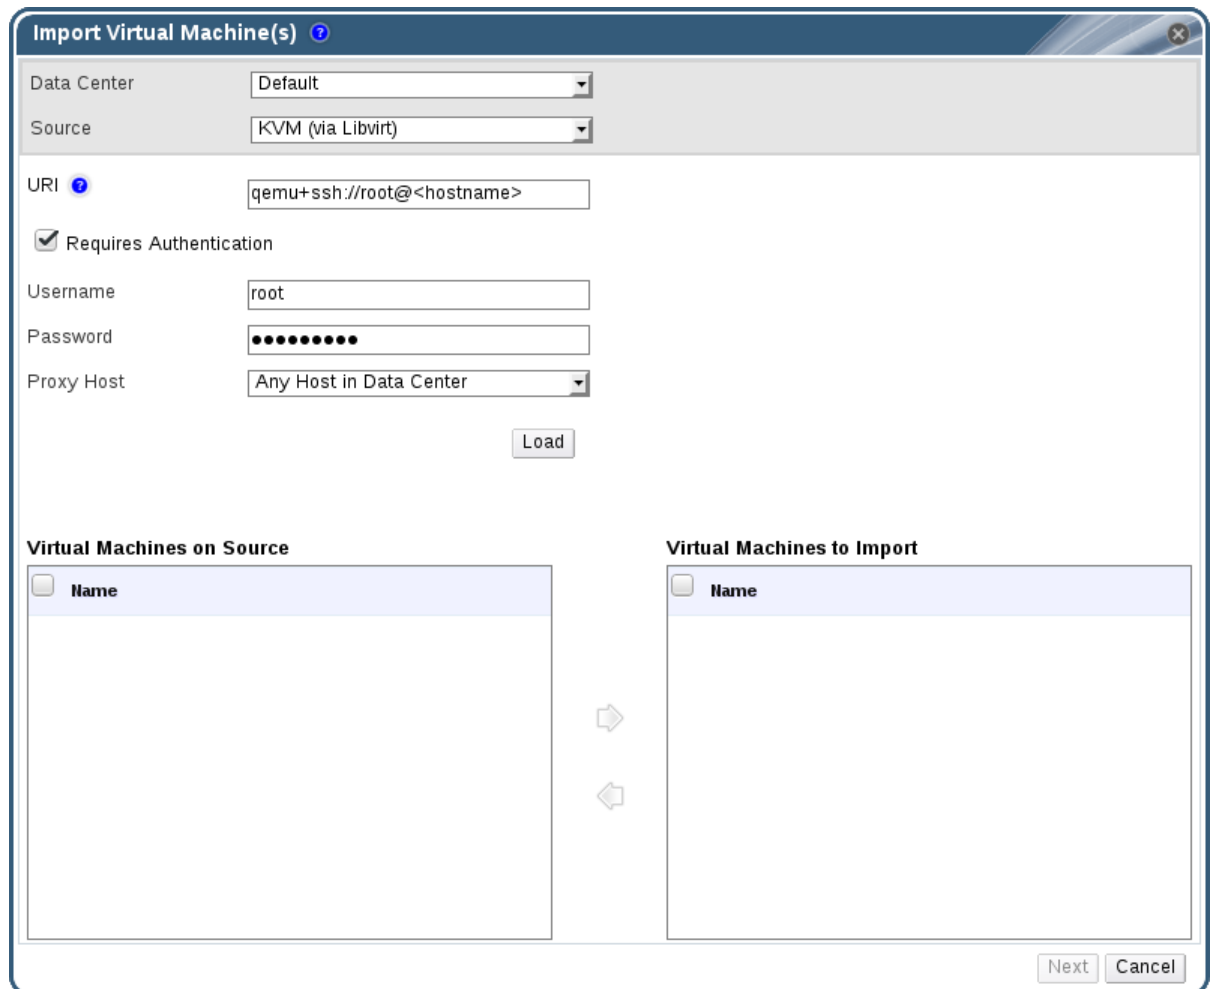 Import Virtual Machine(s) ?
Data Center Default
Source KVM (via Libvirt)
URI ? qemu+ssh://root@<hostname>
Requires Authentication
Username root
Password •••••••••
Proxy Host Any Host in Data Center
Load
Virtual Machines on Source Virtual Machines to Import
Name Name
Next Cancel